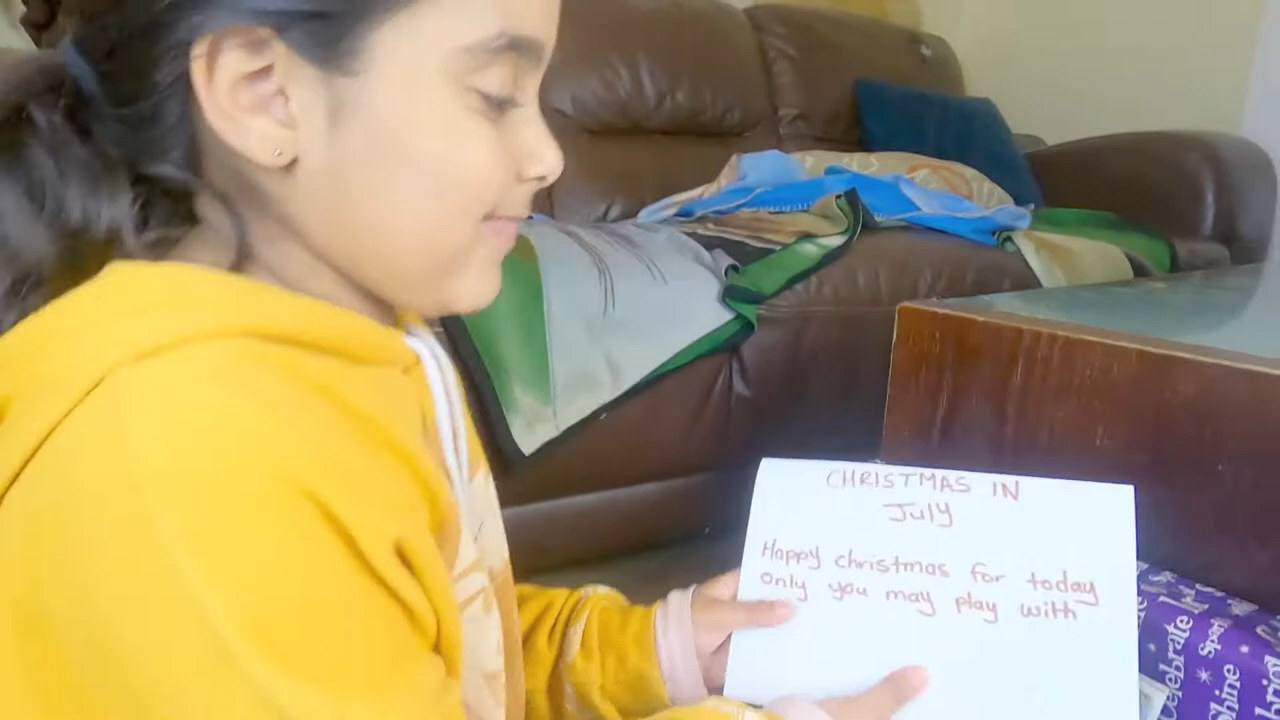 CHRISTMAS IN
July
Happy christmas for today
only you may play with
Celebrate
Shine